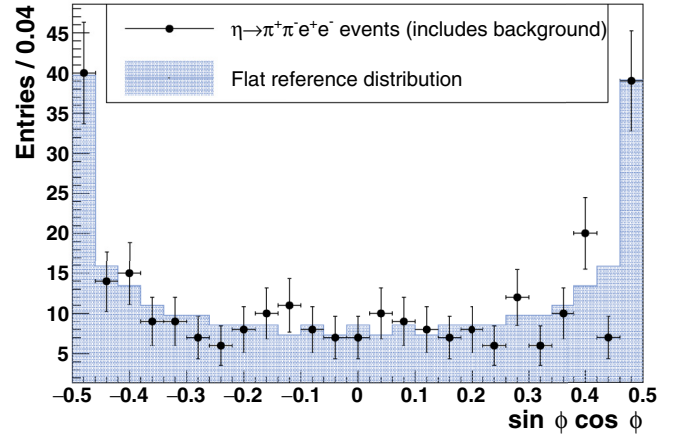 η→π⁺π⁻e⁺e⁻ events (includes background)
Flat reference distribution
Entries / 0.04
45
40
35
30
25
20
15
10
5
−0.5 −0.4 −0.3 −0.2 −0.1 0 0.1 0.2 0.3 0.4 0.5
sin ϕ cos ϕ